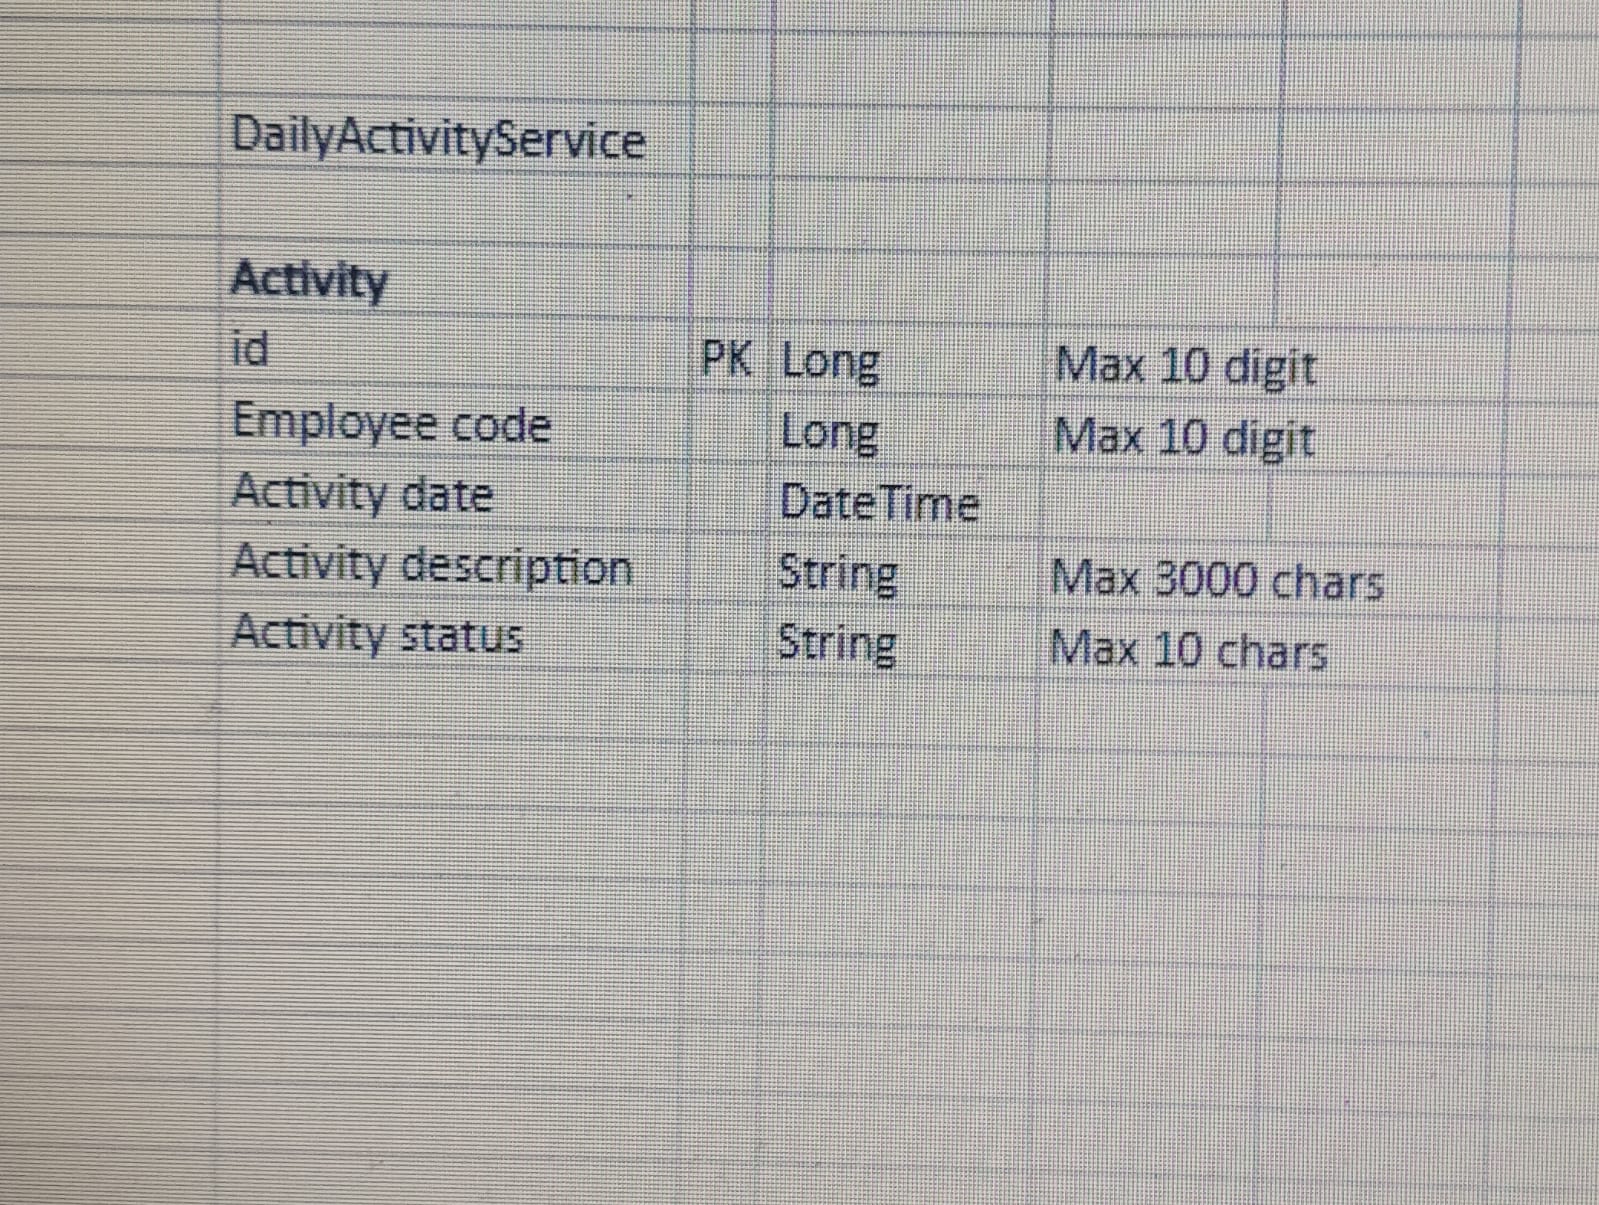 DailyActivityService
Activity
id PK Long Max 10 digit
Employee code Long Max 10 digit
Activity date DateTime
Activity description String Max 3000 chars
Activity status String Max 10 chars